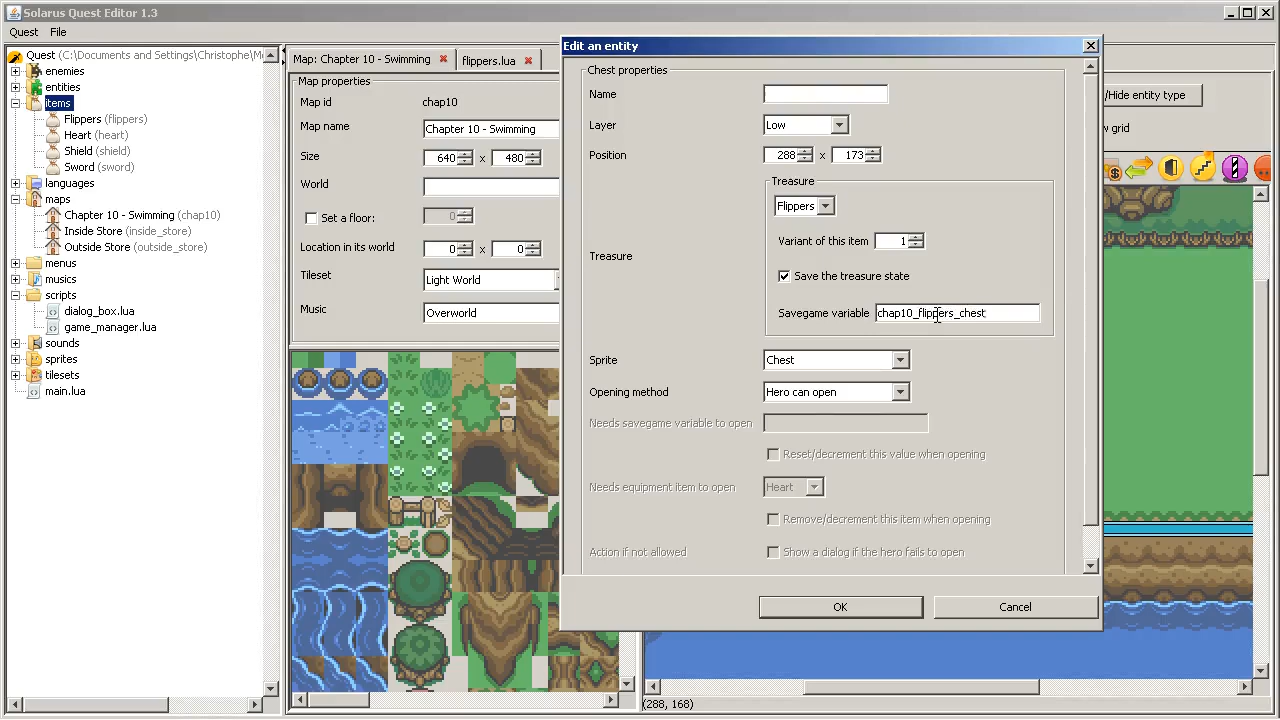 Solarus Quest Editor 1.3
Quest File
Quest (C:\Documents and Settings\Christophe\M
enemies
entities
items
Flippers (flippers)
Heart (heart)
Shield (shield)
Sword (sword)
languages
maps
Chapter 10 - Swimming (chap10)
Inside Store (inside_store)
Outside Store (outside_store)
menus
musics
scripts
dialog_box.lua
game_manager.lua
sounds
sprites
tilesets
main.lua
Map: Chapter 10 - Swimming
flippers.lua
Map properties
Map id chap10
Map name Chapter 10 - Swimming
Size 640 x 480
World
Set a floor: 0
Location in its world 0 x 0
Tileset Light World
Music Overworld
Edit an entity
Chest properties
Name
Layer Low
Position 288 x 173
Treasure
Treasure
Flippers
Variant of this item 1
Save the treasure state
Savegame variable chap10_flippers_chest
Sprite Chest
Opening method Hero can open
Needs savegame variable to open
Reset/decrement this value when opening
Needs equipment item to open Heart
Remove/decrement this item when opening
Action if not allowed Show a dialog if the hero fails to open
OK Cancel
/Hide entity type
w grid
(288, 168)